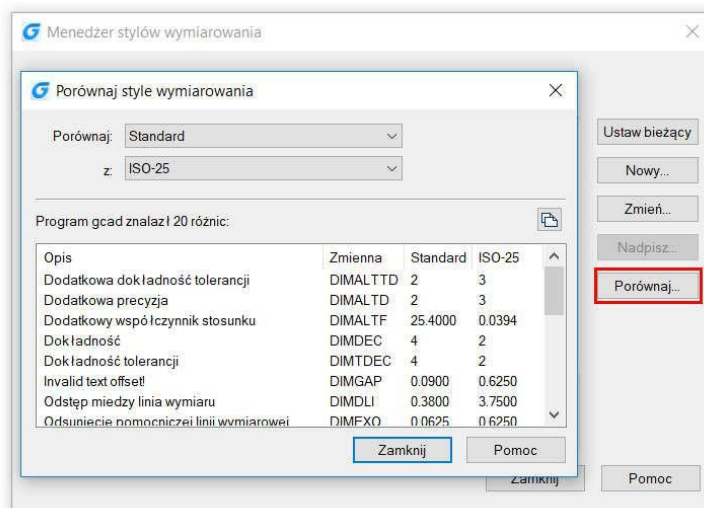 Menedżer stylów wymiarowania
Porównaj style wymiarowania
Porównaj: Standard
z: ISO-25
Program gcad znalazł 20 różnic:
Opis Zmienna Standard ISO-25
Dodatkowa dokładność tolerancji DIMALTTD 2 3
Dodatkowa precyzja DIMALTD 2 3
Dodatkowy współczynnik stosunku DIMALTF 25.4000 0.0394
Dokładność DIMDEC 4 2
Dokładność tolerancji DIMTDEC 4 2
Invalid text offset! DIMGAP 0.0900 0.6250
Odstęp miedzy linia wymiaru DIMDLI 0.3800 3.7500
Odsunięcie pomocniczej linii wymiarowej DIMEXO 0.0625 0.6250
Zamknij Pomoc
Ustaw bieżący
Nowy...
Zmień...
Nadpisz...
Porównaj...
Zamknij Pomoc